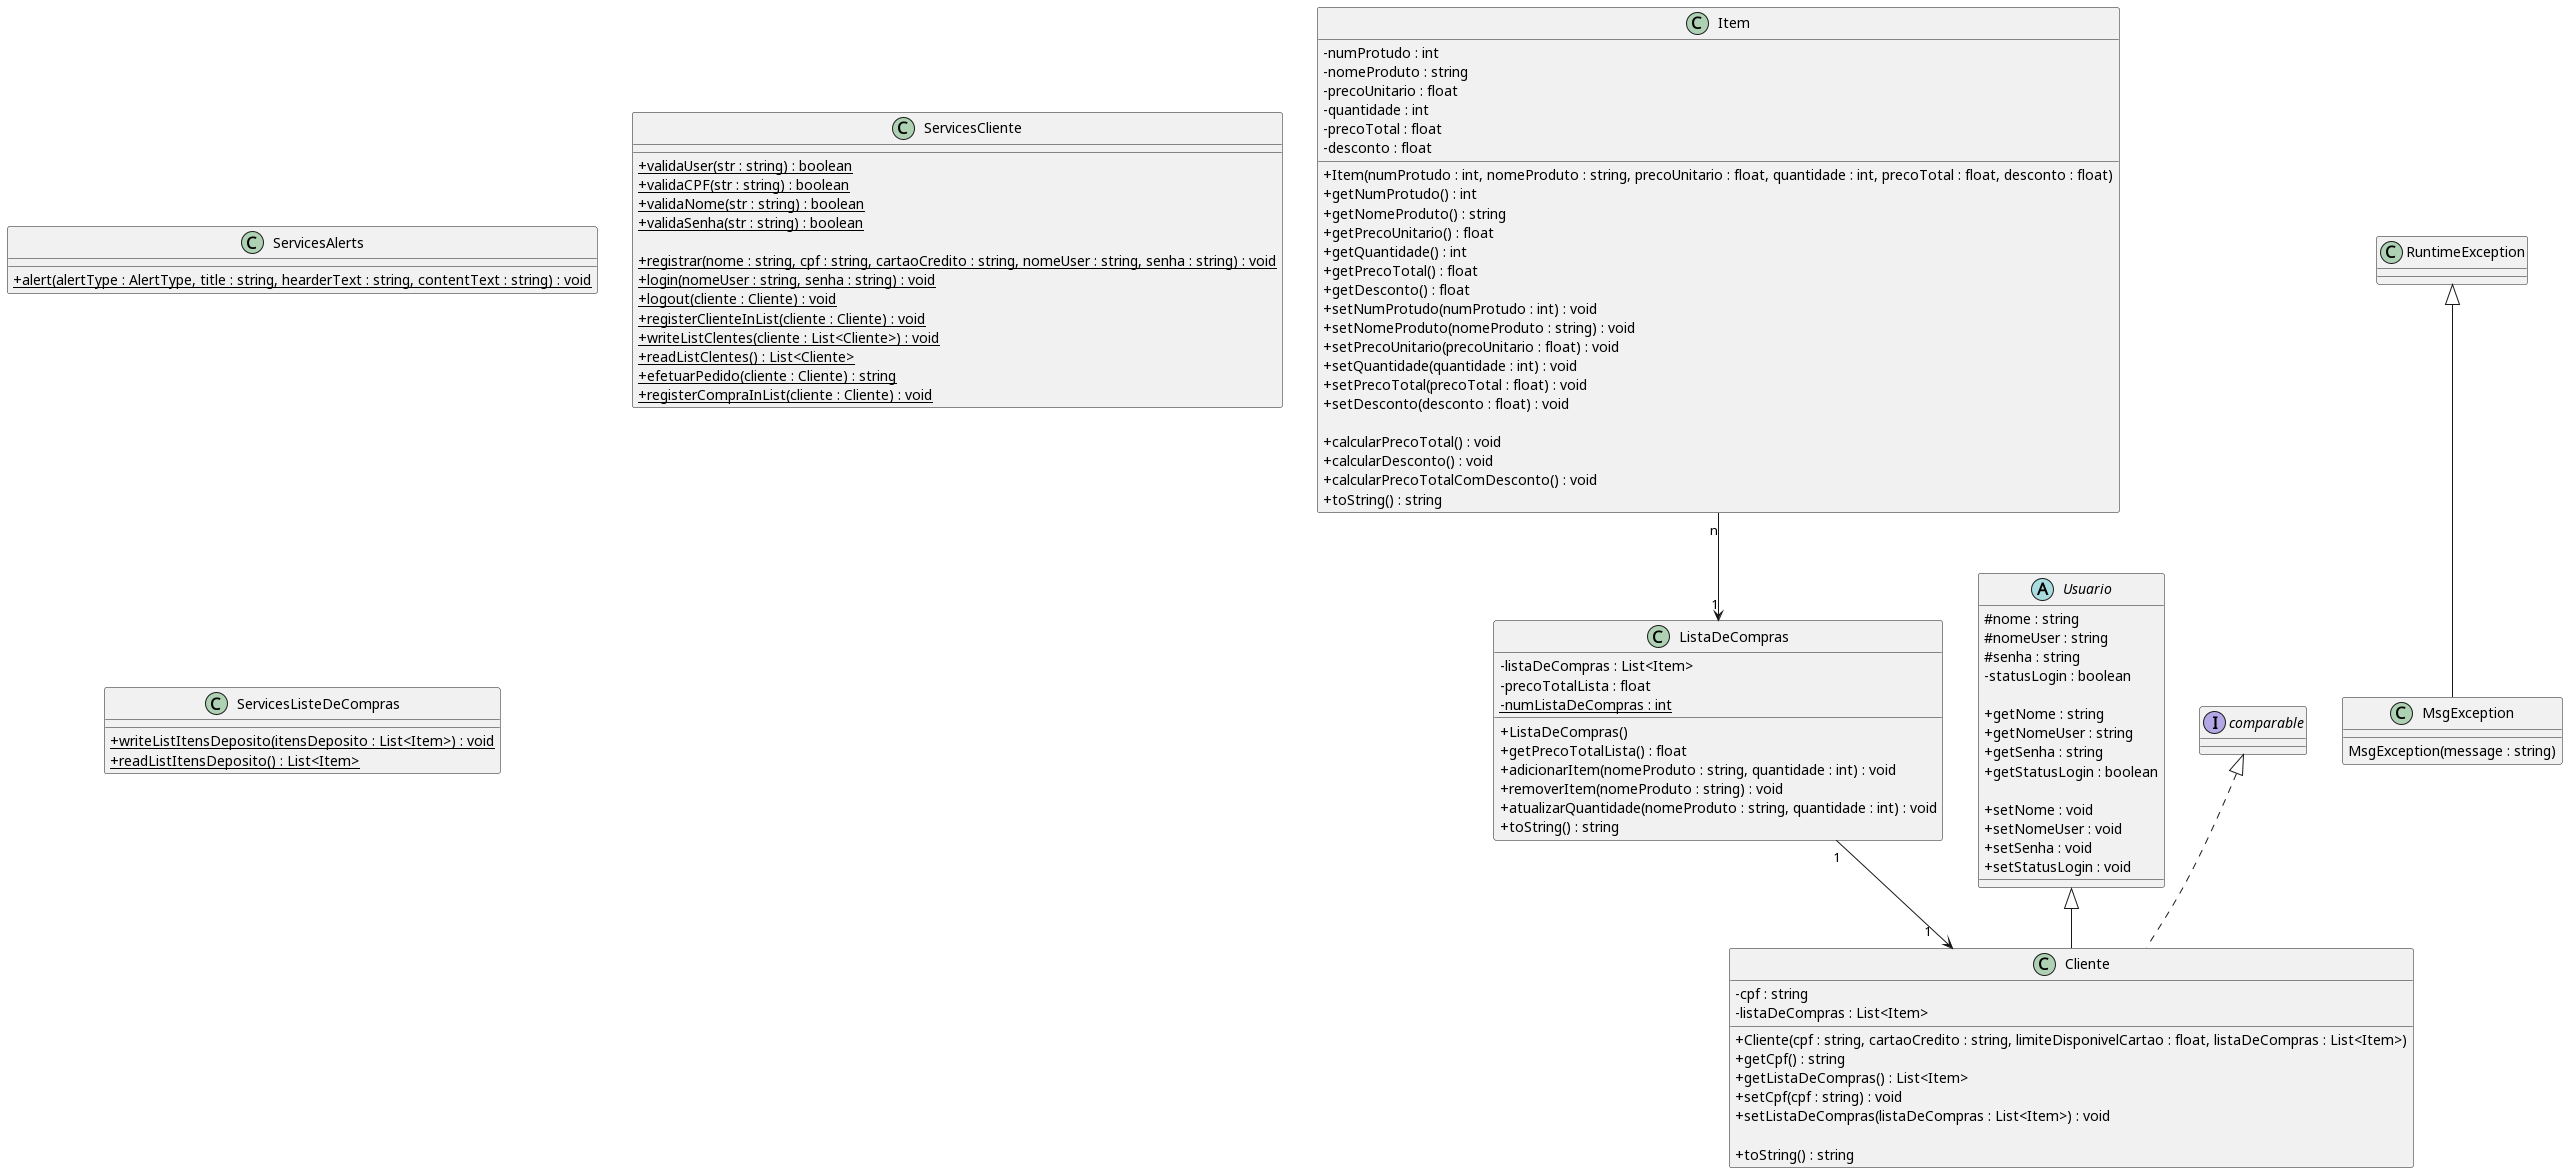 C Item
-numProtudo : int
-nomeProduto : string
-precoUnitario : float
-quantidade : int
-precoTotal : float
-desconto : float
+Item(numProtudo : int, nomeProduto : string, precoUnitario : float, quantidade : int, precoTotal : float, desconto : float)
+getNumProtudo() : int
+getNomeProduto() : string
+getPrecoUnitario() : float
+getQuantidade() : int
+getPrecoTotal() : float
+getDesconto() : float
+setNumProtudo(numProtudo : int) : void
+setNomeProduto(nomeProduto : string) : void
+setPrecoUnitario(precoUnitario : float) : void
+setQuantidade(quantidade : int) : void
+setPrecoTotal(precoTotal : float) : void
+setDesconto(desconto : float) : void
+calcularPrecoTotal() : void
+calcularDesconto() : void
+calcularPrecoTotalComDesconto() : void
+toString() : string
C ServicesCliente
+validaUser(str : string) : boolean
+validaCPF(str : string) : boolean
+validaNome(str : string) : boolean
+validaSenha(str : string) : boolean
+registrar(nome : string, cpf : string, cartaoCredito : string, nomeUser : string, senha : string) : void
+login(nomeUser : string, senha : string) : void
+logout(cliente : Cliente) : void
+registerClienteInList(cliente : Cliente) : void
+writeListClentes(cliente : List<Cliente>) : void
+readListClentes() : List<Cliente>
+efetuarPedido(cliente : Cliente) : string
+registerCompraInList(cliente : Cliente) : void
C ServicesAlerts
+alert(alertType : AlertType, title : string, hearderText : string, contentText : string) : void
C RuntimeException
n
1
A Usuario
#nome : string
#nomeUser : string
#senha : string
-statusLogin : boolean
+getNome : string
+getNomeUser : string
+getSenha : string
+getStatusLogin : boolean
+setNome : void
+setNomeUser : void
+setSenha : void
+setStatusLogin : void
C ListaDeCompras
-listaDeCompras : List<Item>
-precoTotalLista : float
-numListaDeCompras : int
+ListaDeCompras()
+getPrecoTotalLista() : float
+adicionarItem(nomeProduto : string, quantidade : int) : void
+removerItem(nomeProduto : string) : void
+atualizarQuantidade(nomeProduto : string, quantidade : int) : void
+toString() : string
C ServicesListeDeCompras
+writeListItensDeposito(itensDeposito : List<Item>) : void
+readListItensDeposito() : List<Item>
I comparable
C MsgException
MsgException(message : string)
1
1
C Cliente
-cpf : string
-listaDeCompras : List<Item>
+Cliente(cpf : string, cartaoCredito : string, limiteDisponivelCartao : float, listaDeCompras : List<Item>)
+getCpf() : string
+getListaDeCompras() : List<Item>
+setCpf(cpf : string) : void
+setListaDeCompras(listaDeCompras : List<Item>) : void
+toString() : string